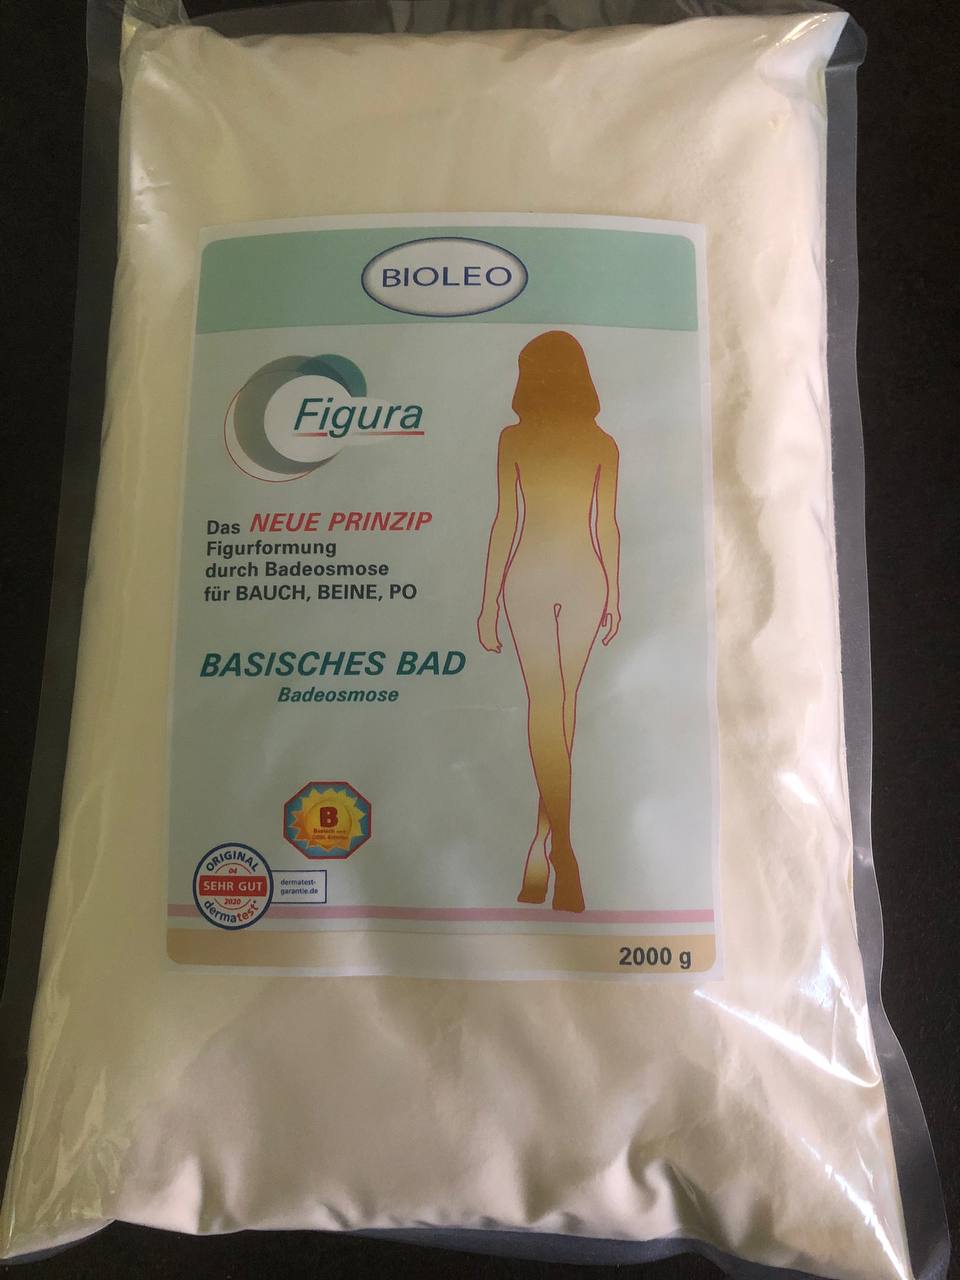 BIOLEO
Figura
Das NEUE PRINZIP
Figurformung
durch Badeosmose
für BAUCH, BEINE, PO
BASISCHES BAD
Badeosmose
B
ORIGINAL
04
SEHR GUT
2020
dermatest
dermatest-
garantie.de
2000 g